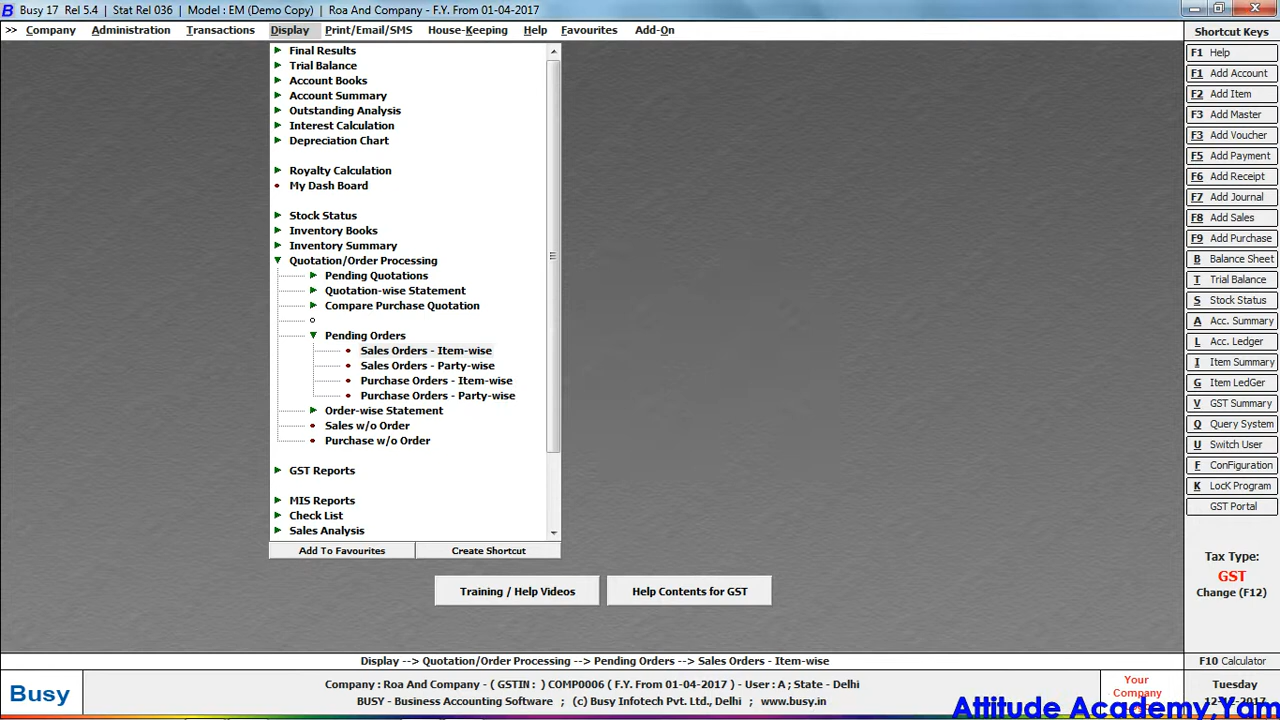 B Busy 17 Rel 5.4 | Stat Rel 036 | Model : EM (Demo Copy) | Roa And Company - F.Y. From 01-04-2017
>> Company Administration Transactions Display Print/Email/SMS House-Keeping Help Favourites Add-On
Final Results
Trial Balance
Account Books
Account Summary
Outstanding Analysis
Interest Calculation
Depreciation Chart
Royalty Calculation
My Dash Board
Stock Status
Inventory Books
Inventory Summary
Quotation/Order Processing
Pending Quotations
Quotation-wise Statement
Compare Purchase Quotation
Pending Orders
Sales Orders - Item-wise
Sales Orders - Party-wise
Purchase Orders - Item-wise
Purchase Orders - Party-wise
Order-wise Statement
Sales w/o Order
Purchase w/o Order
GST Reports
MIS Reports
Check List
Sales Analysis
Add To Favourites Create Shortcut
Training / Help Videos Help Contents for GST
Shortcut Keys
F1 Help
F1 Add Account
F2 Add Item
F3 Add Master
F3 Add Voucher
F5 Add Payment
F6 Add Receipt
F7 Add Journal
F8 Add Sales
F9 Add Purchase
B Balance Sheet
T Trial Balance
S Stock Status
A Acc. Summary
L Acc. Ledger
I Item Summary
G Item LedGer
V GST Summary
Q Query System
U Switch User
F ConFiguration
K LocK Program
GST Portal
Tax Type:
GST
Change (F12)
Display --> Quotation/Order Processing --> Pending Orders --> Sales Orders - Item-wise
F10 Calculator
Busy
Company : Roa And Company - ( GSTIN : ) COMP0006 ( F.Y. From 01-04-2017 ) - User : A ; State - Delhi
BUSY - Business Accounting Software ; (c) Busy Infotech Pvt. Ltd., Delhi ; www.busy.in
Your
Company
Tuesday
Attitude Academy,Yam